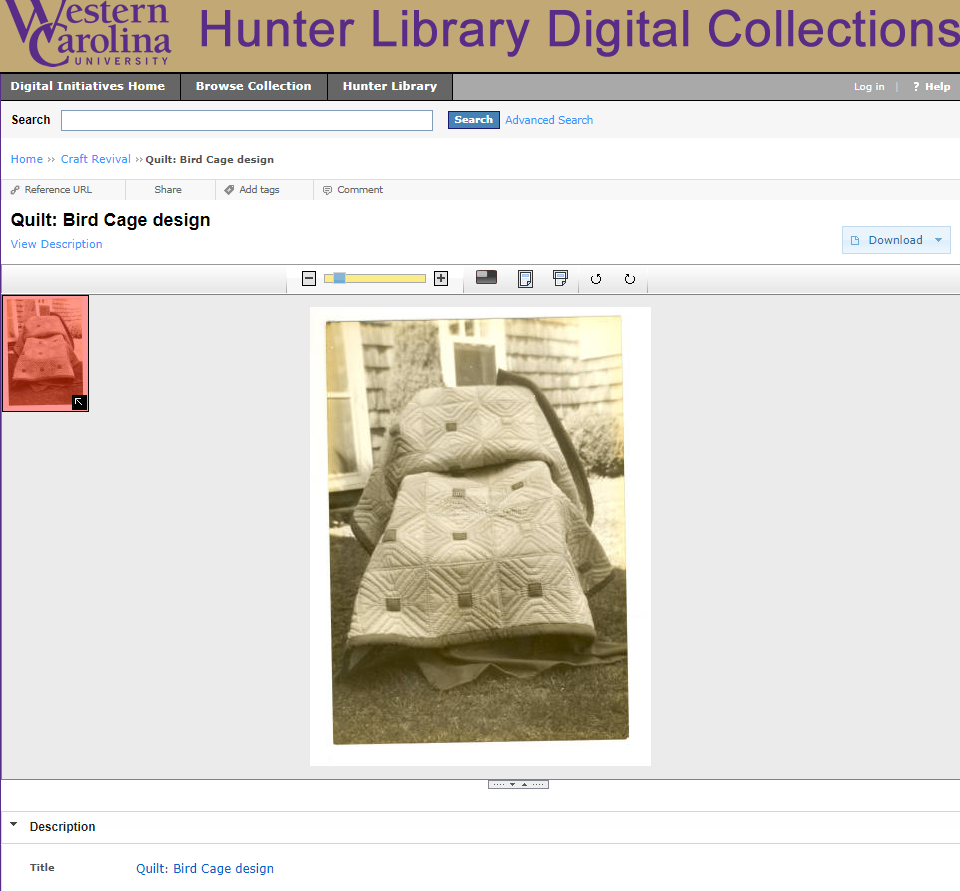 Western
Carolina
UNIVERSITY
Hunter Library Digital Collections
Digital Initiatives Home Browse Collection Hunter Library Log in | ? Help
Search Search Advanced Search
Home ›› Craft Revival ›› Quilt: Bird Cage design
Reference URL Share Add tags Comment
Quilt: Bird Cage design
View Description
Download
Description
Title Quilt: Bird Cage design